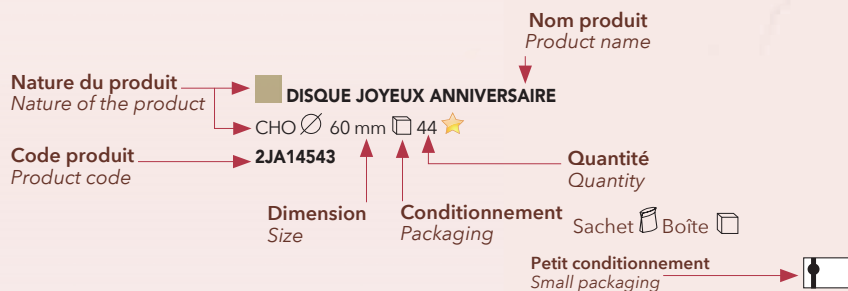 Nom produit
Product name
Nature du produit
Nature of the product
DISQUE JOYEUX ANNIVERSAIRE
CHO 60 mm 44
Code produit
Product code
2JA14543
Quantité
Quantity
Dimension
Size
Conditionnement
Packaging
Sachet Boîte
Petit conditionnement
Small packaging